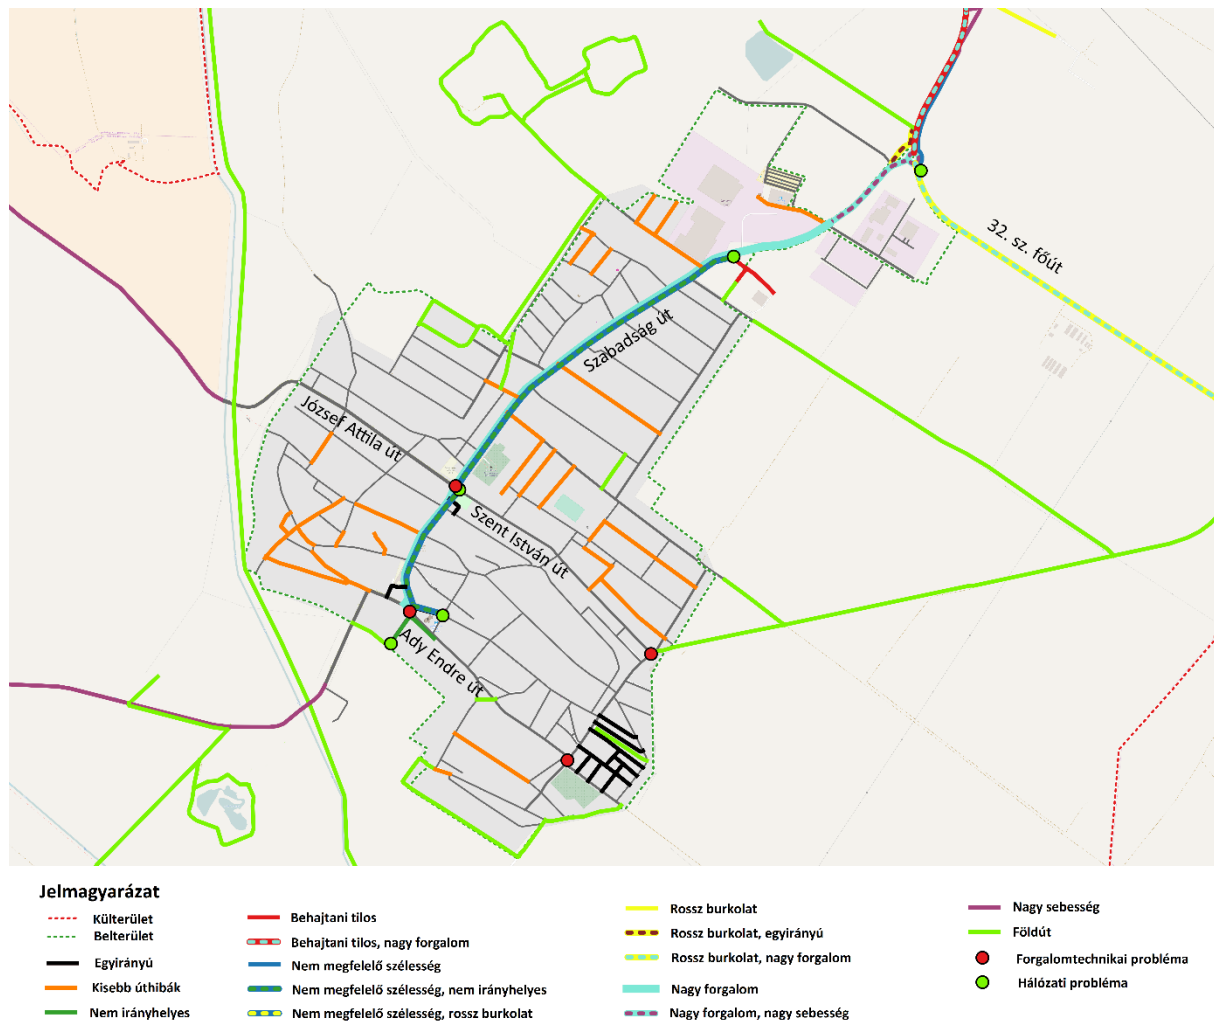 32. sz. főút
Szabadság út
József Attila út
Szent István út
Ady Endre út
Jelmagyarázat
Külterület
Belterület
Egyirányú
Kisebb úthibák
Nem irányhelyes
Behajtani tilos
Behajtani tilos, nagy forgalom
Nem megfelelő szélesség
Nem megfelelő szélesség, nem irányhelyes
Nem megfelelő szélesség, rossz burkolat
Rossz burkolat
Rossz burkolat, egyirányú
Rossz burkolat, nagy forgalom
Nagy forgalom
Nagy forgalom, nagy sebesség
Nagy sebesség
Földút
Forgalomtechnikai probléma
Hálózati probléma